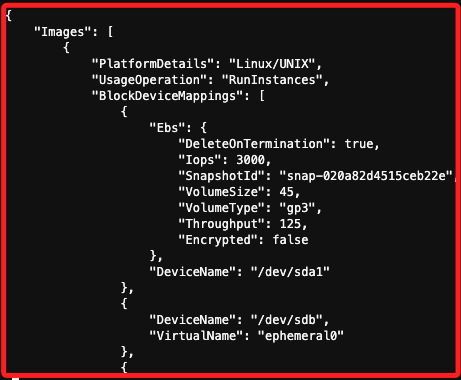 {
    "Images": [
        {
            "PlatformDetails": "Linux/UNIX",
            "UsageOperation": "RunInstances",
            "BlockDeviceMappings": [
                {
                    "Ebs": {
                        "DeleteOnTermination": true,
                        "Iops": 3000,
                        "SnapshotId": "snap-020a82d4515ceb22e",
                        "VolumeSize": 45,
                        "VolumeType": "gp3",
                        "Throughput": 125,
                        "Encrypted": false
                    },
                    "DeviceName": "/dev/sda1"
                },
                {
                    "DeviceName": "/dev/sdb",
                    "VirtualName": "ephemeral0"
                },
                {